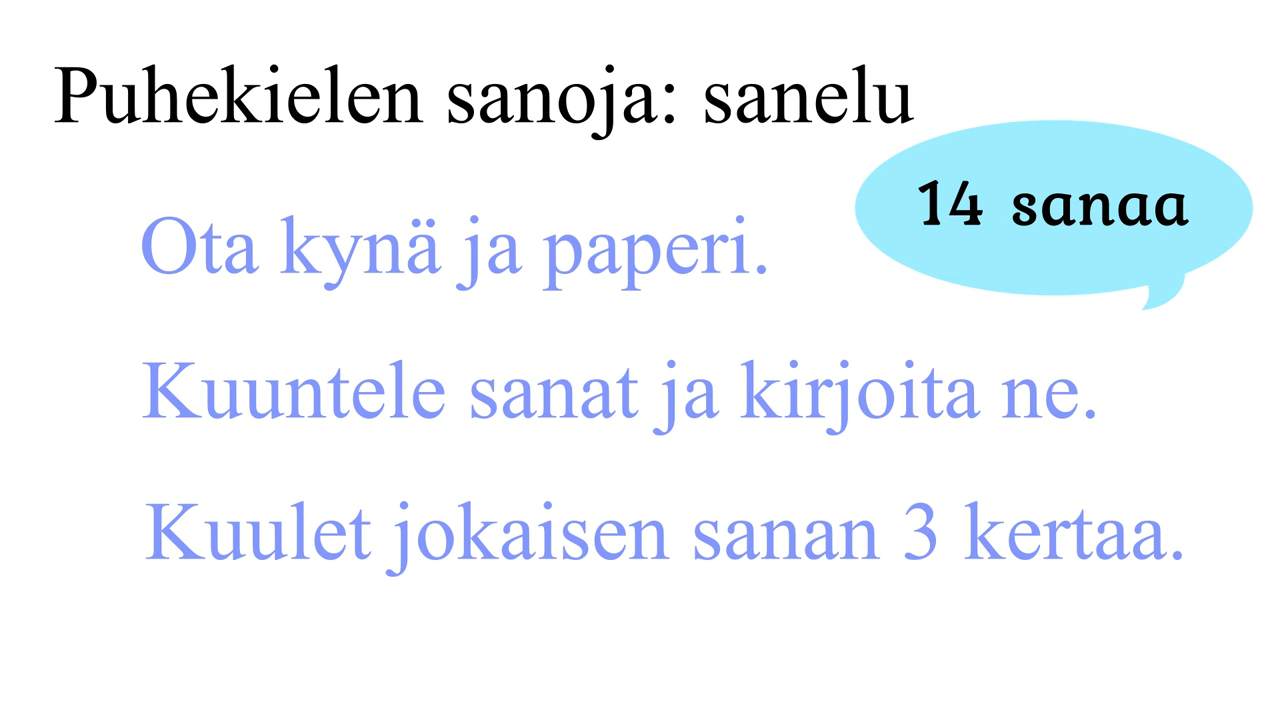 Puhekielen sanoja: sanelu
14 sanaa
Ota kynä ja paperi.
Kuuntele sanat ja kirjoita ne.
Kuulet jokaisen sanan 3 kertaa.